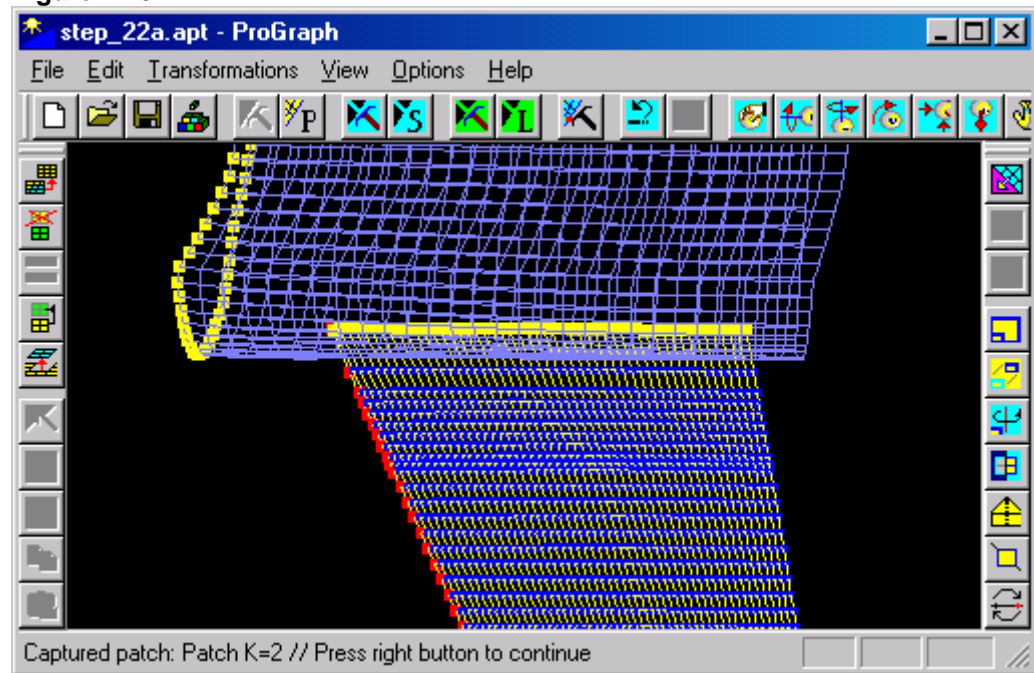 step_22a.apt - ProGraph
File Edit Transformations View Options Help
P S L
Captured patch: Patch K=2 // Press right button to continue